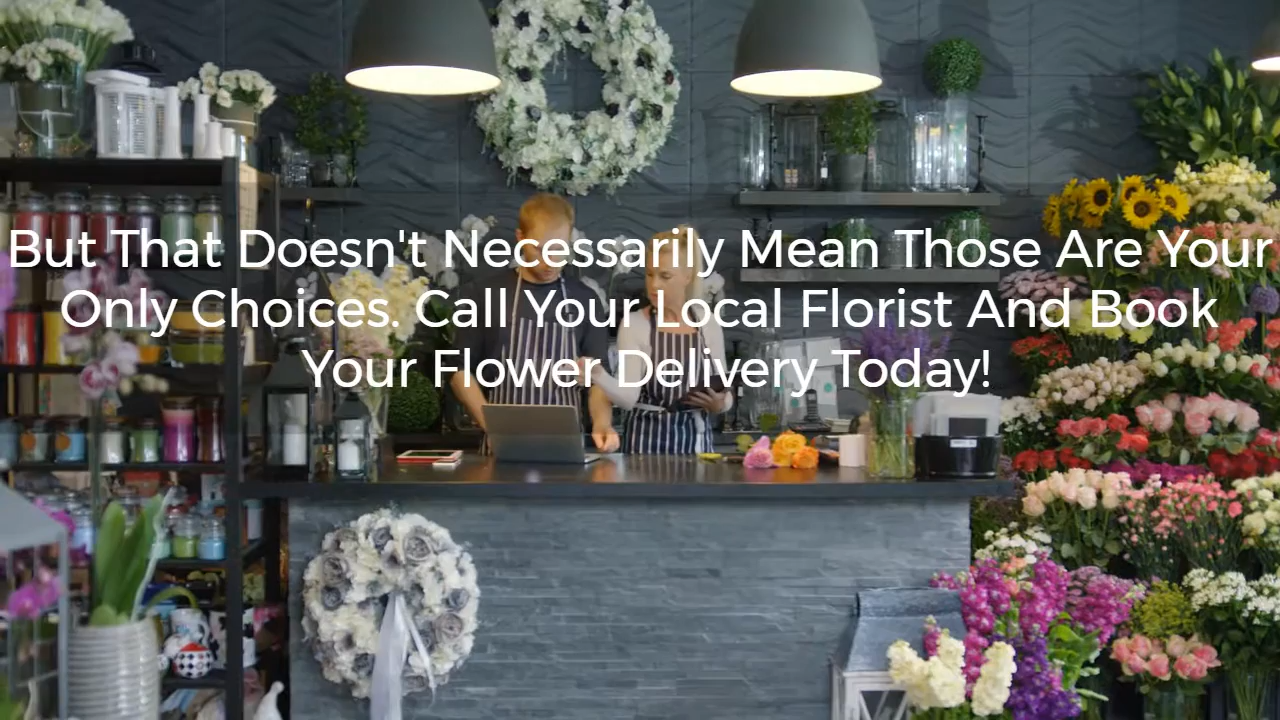 But That Doesn't Necessarily Mean Those Are Your
Only Choices. Call Your Local Florist And Book
Your Flower Delivery Today!